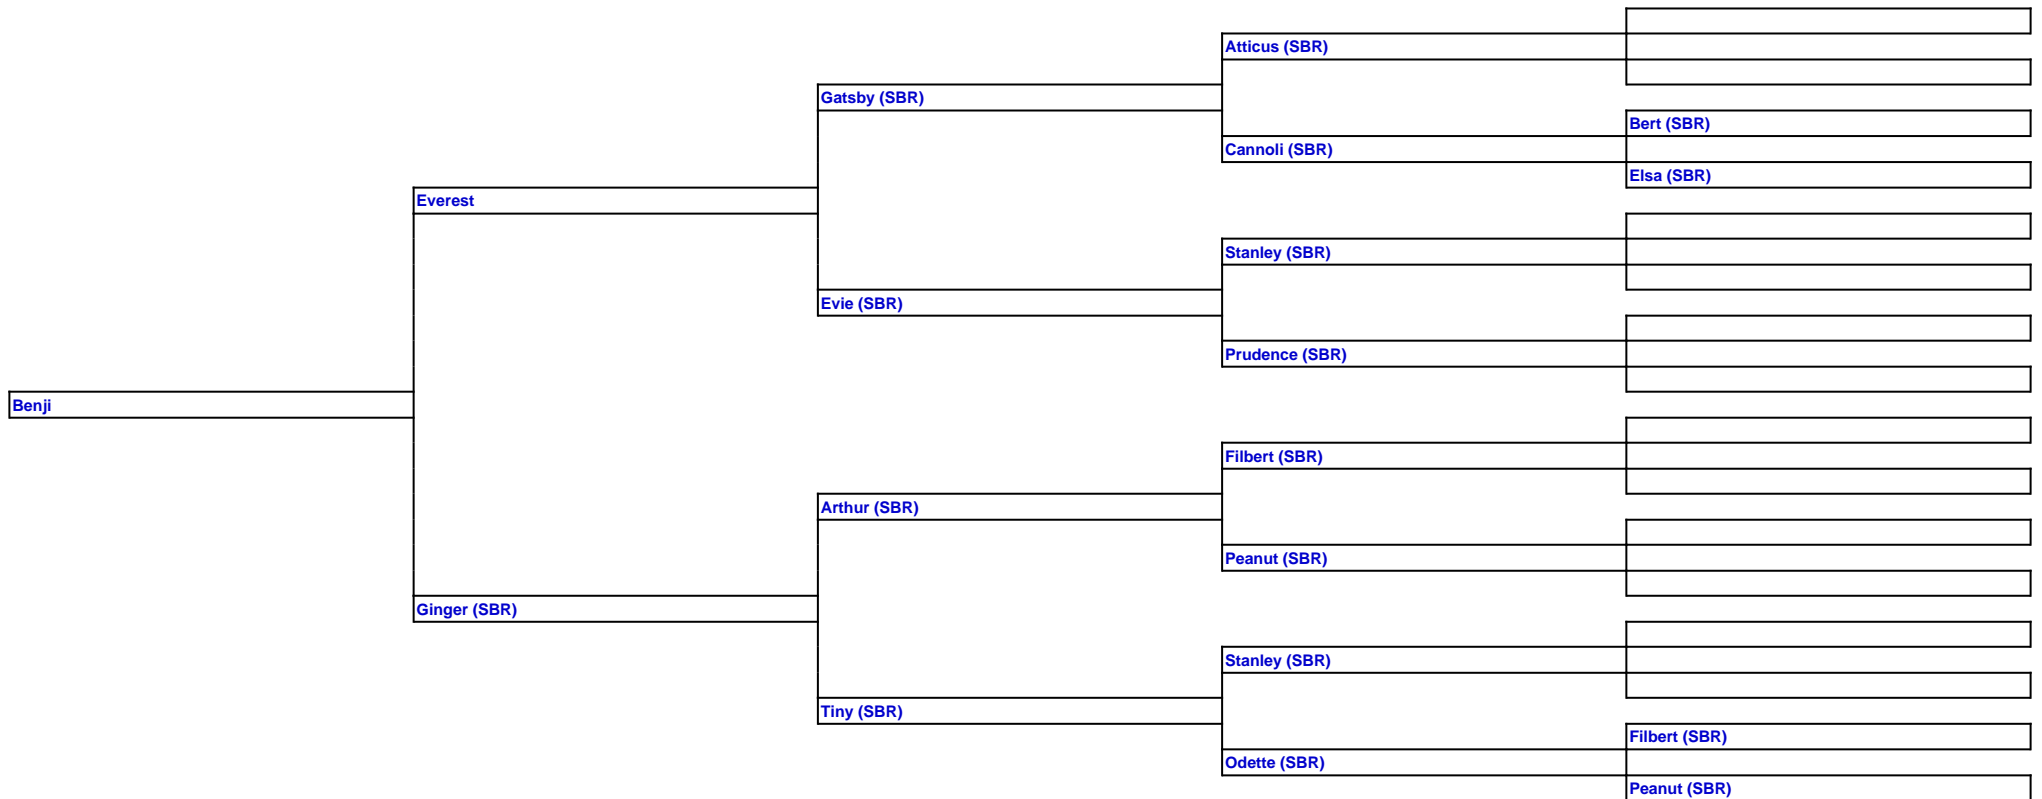 Atticus (SBR)
Gatsby (SBR)
Bert (SBR)
Cannoli (SBR)
Elsa (SBR)
Everest
Stanley (SBR)
Evie (SBR)
Prudence (SBR)
Benji
Filbert (SBR)
Arthur (SBR)
Peanut (SBR)
Ginger (SBR)
Stanley (SBR)
Tiny (SBR)
Filbert (SBR)
Odette (SBR)
Peanut (SBR)